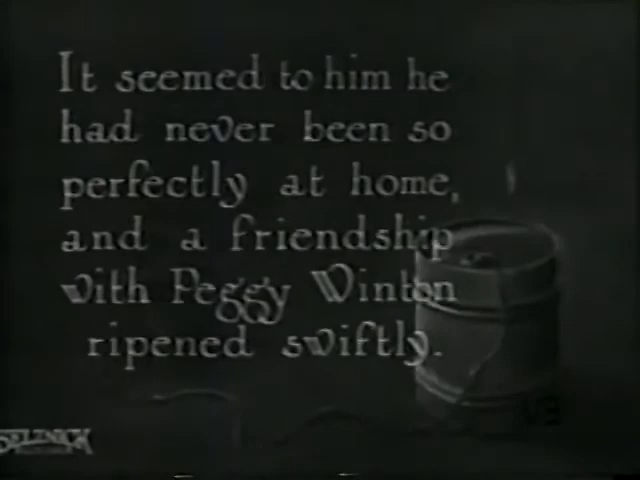 It seemed to him he
had never been so
perfectly at home,
and a friendship
with Peggy Winton
ripened swiftly.
SELZNICK